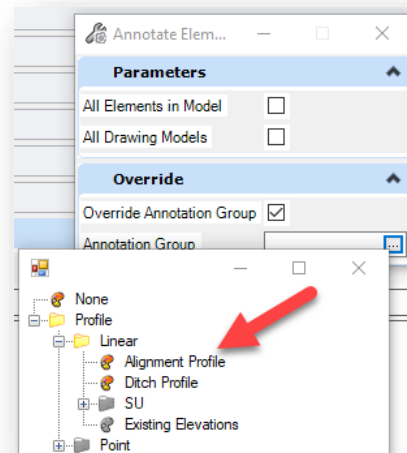 Annotate Elem...
Parameters
All Elements in Model
All Drawing Models
Override
Override Annotation Group
Annotation Group ...
None
Profile
Linear
Alignment Profile
Ditch Profile
SU
Existing Elevations
Point